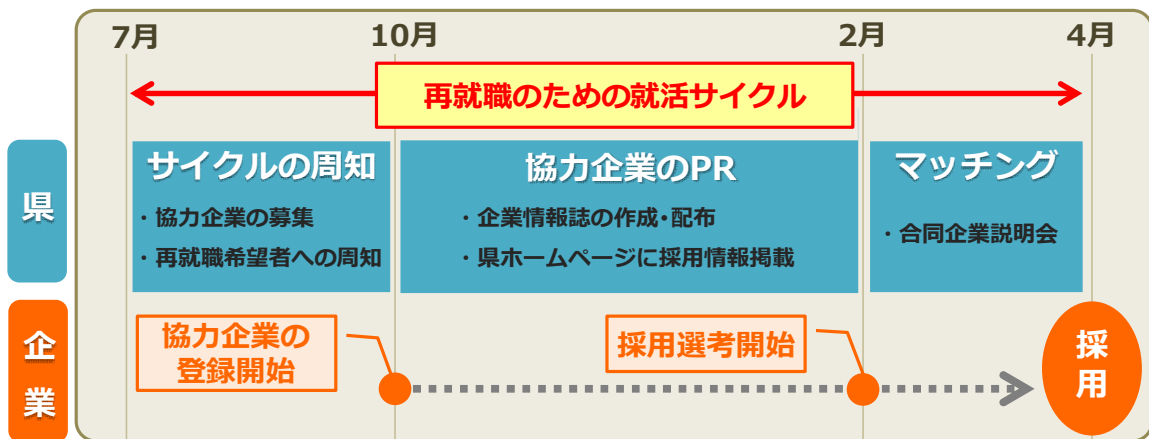 7月
10月
2月
4月
再就職のための就活サイクル
県
サイクルの周知
・協力企業の募集
・再就職希望者への周知
協力企業のPR
・企業情報誌の作成・配布
・県ホームページに採用情報掲載
マッチング
・合同企業説明会
企業
協力企業の
登録開始
採用選考開始
採用